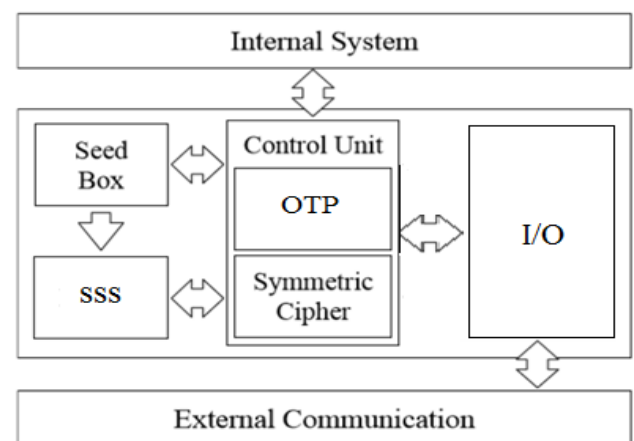 Internal System
Seed
Box
Control Unit
OTP
I/O
SSS
Symmetric
Cipher
External Communication